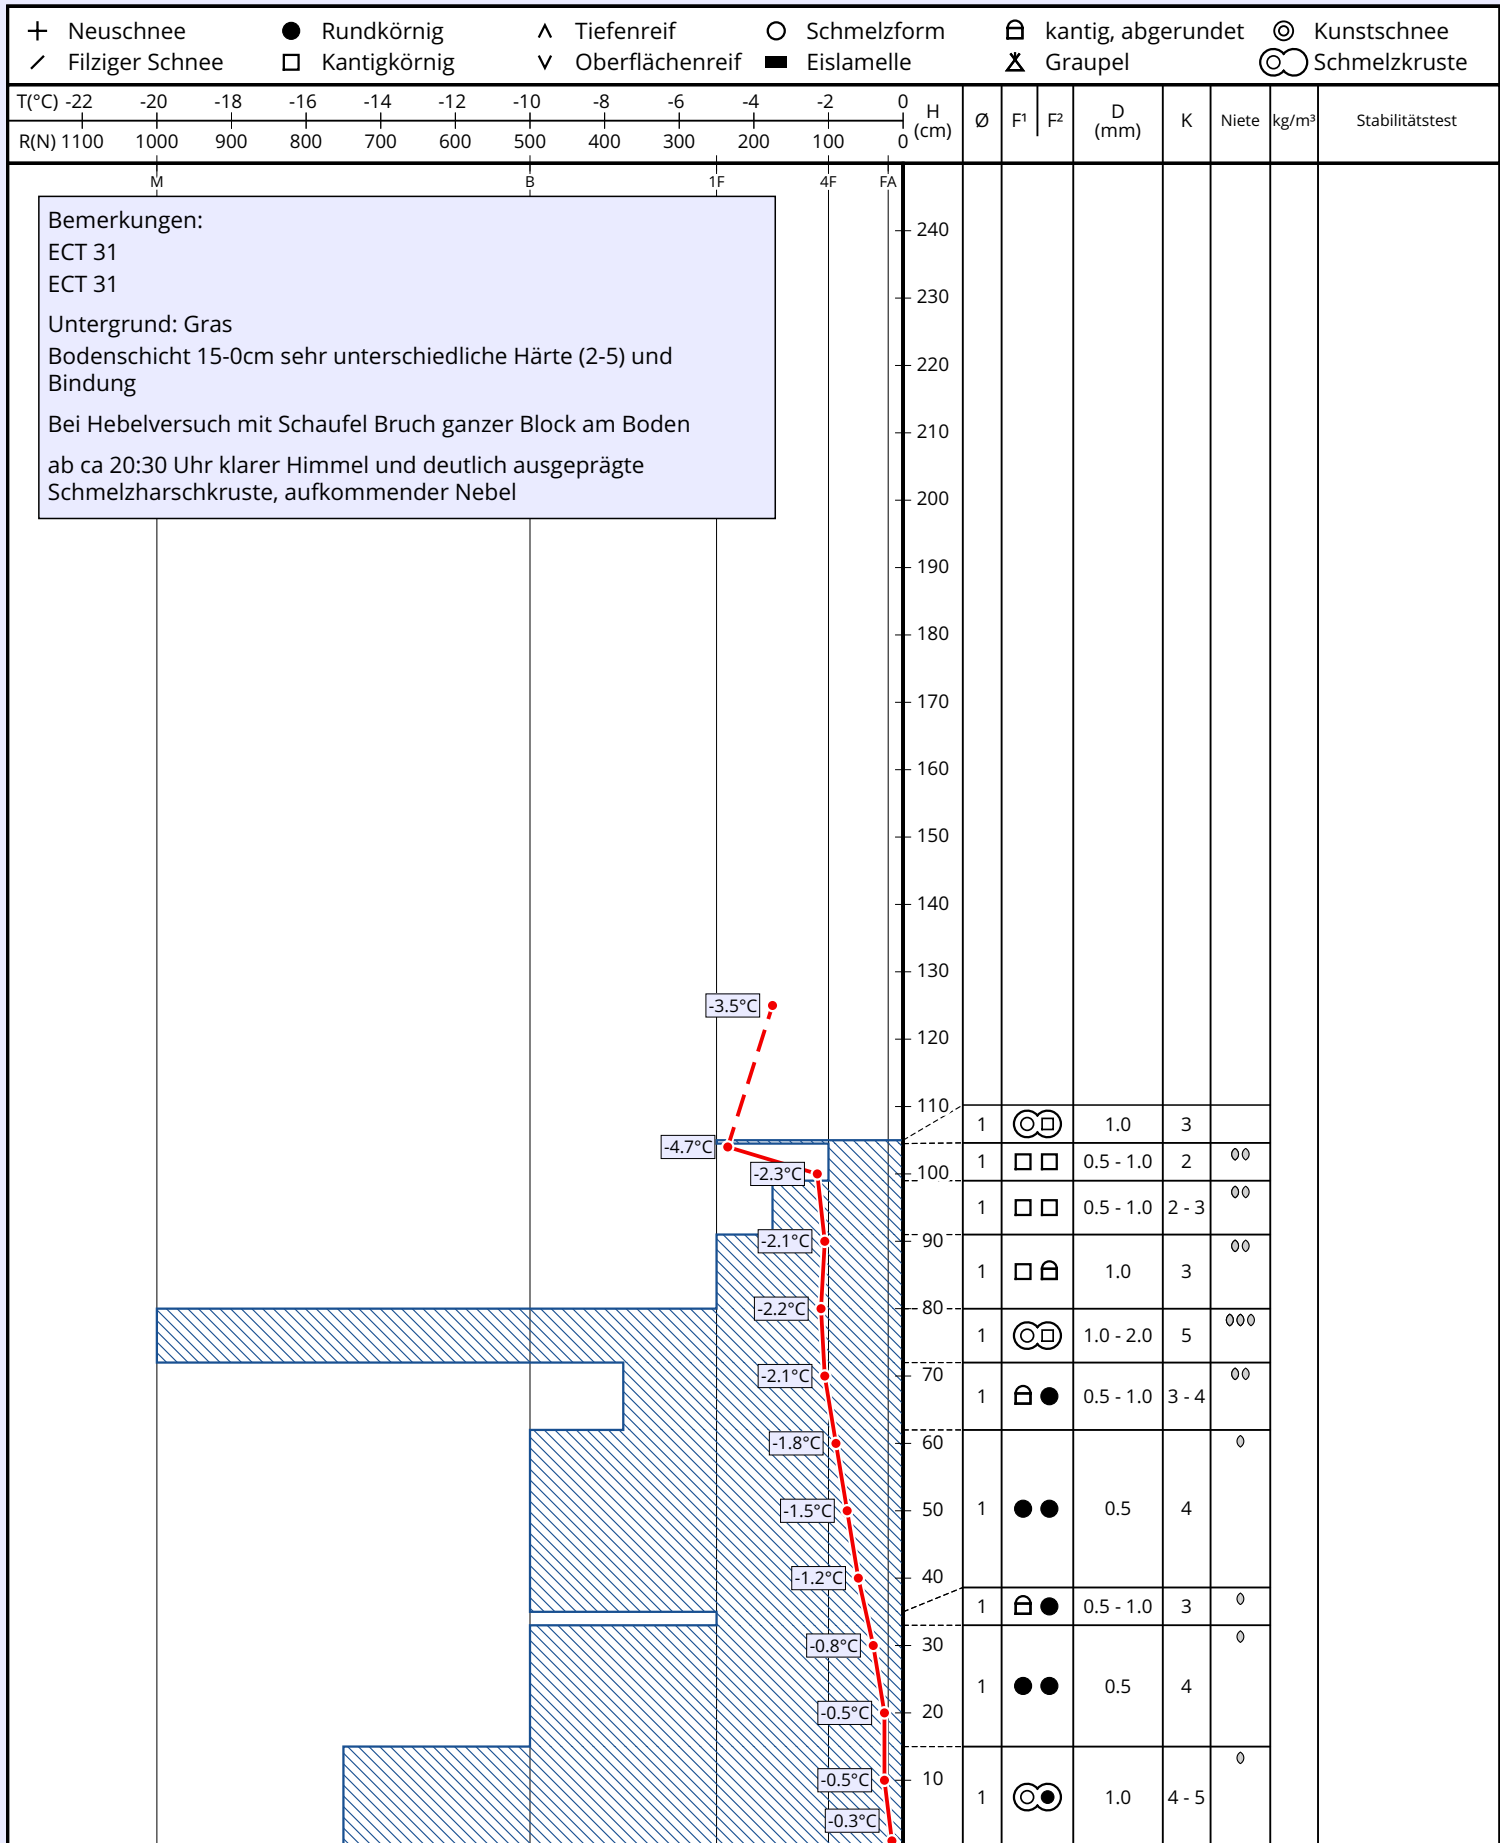 Neuschnee Rundkörnig Tiefenreif Schmelzform kantig, abgerundet Kunstschnee
Filziger Schnee Kantigkörnig Oberflächenreif Eislamelle Graupel Schmelzkruste
T(°C) -22 -20 -18 -16 -14 -12 -10 -8 -6 -4 -2 0
R(N) 1100 1000 900 800 700 600 500 400 300 200 100 0
H (cm) Ø F¹ F² D (mm) K Niete kg/m³ Stabilitätstest
M B 1F 4F FA
Bemerkungen:
ECT 31
ECT 31
Untergrund: Gras
Bodenschicht 15-0cm sehr unterschiedliche Härte (2-5) und
Bindung
Bei Hebelversuch mit Schaufel Bruch ganzer Block am Boden
ab ca 20:30 Uhr klarer Himmel und deutlich ausgeprägte
Schmelzharschkruste, aufkommender Nebel
240
230
220
210
200
190
180
170
160
150
140
130
-3.5°C
120
110
1 1.0 3
-4.7°C
1 0.5 - 1.0 2
-2.3°C 100
1 0.5 - 1.0 2 - 3
-2.1°C 90
1 1.0 3
-2.2°C 80
1 1.0 - 2.0 5
-2.1°C 70
1 0.5 - 1.0 3 - 4
-1.8°C 60
-1.5°C 50
1 0.5 4
-1.2°C 40
1 0.5 - 1.0 3
-0.8°C 30
1 0.5 4
-0.5°C 20
-0.5°C 10
1 1.0 4 - 5
-0.3°C